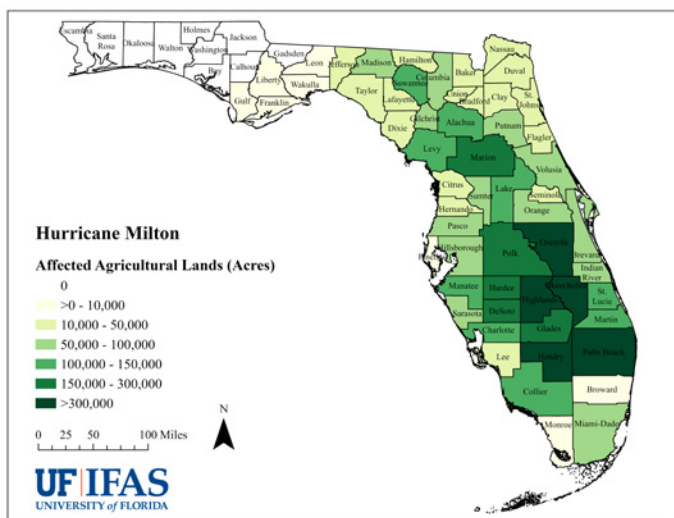 Escambia
Santa
Rosa
Okaloosa
Walton
Holmes
Washington
Jackson
Bay
Calhoun
Gulf
Gadsden
Liberty
Franklin
Leon
Wakulla
Jefferson
Madison
Taylor
Hamilton
Suwannee
Lafayette
Dixie
Columbia
Gilchrist
Baker
Union
Bradford
Nassau
Duval
Clay
St.
Johns
Alachua
Putnam
Flagler
Levy
Marion
Volusia
Citrus
Sumter
Lake
Seminole
Hernando
Orange
Pasco
Hillsborough
Pinellas
Polk
Osceola
Brevard
Indian
River
Manatee
Hardee
Highlands
Okeechobee
St.
Lucie
Sarasota
DeSoto
Martin
Charlotte
Glades
Lee
Hendry
Palm Beach
Collier
Broward
Monroe
Miami-Dade
Hurricane Milton
Affected Agricultural Lands (Acres)
0
>0 - 10,000
10,000 - 50,000
50,000 - 100,000
100,000 - 150,000
150,000 - 300,000
>300,000
N
0 25 50 100 Miles
UF|IFAS
UNIVERSITY of FLORIDA